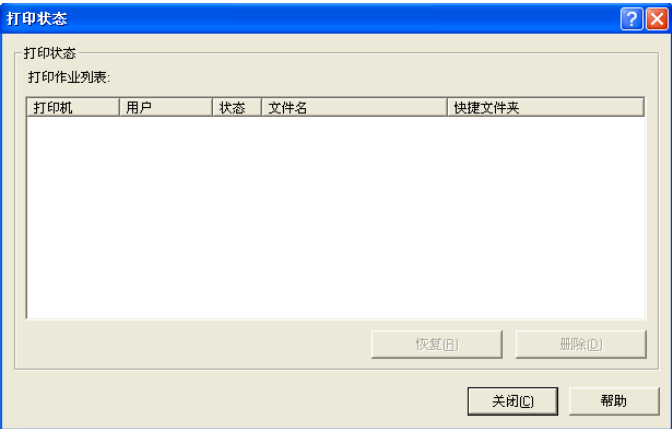 打印状态
打印状态
打印作业列表:
打印机 用户 状态 文件名 快捷文件夹
恢复(R) 删除(D)
关闭(C) 帮助